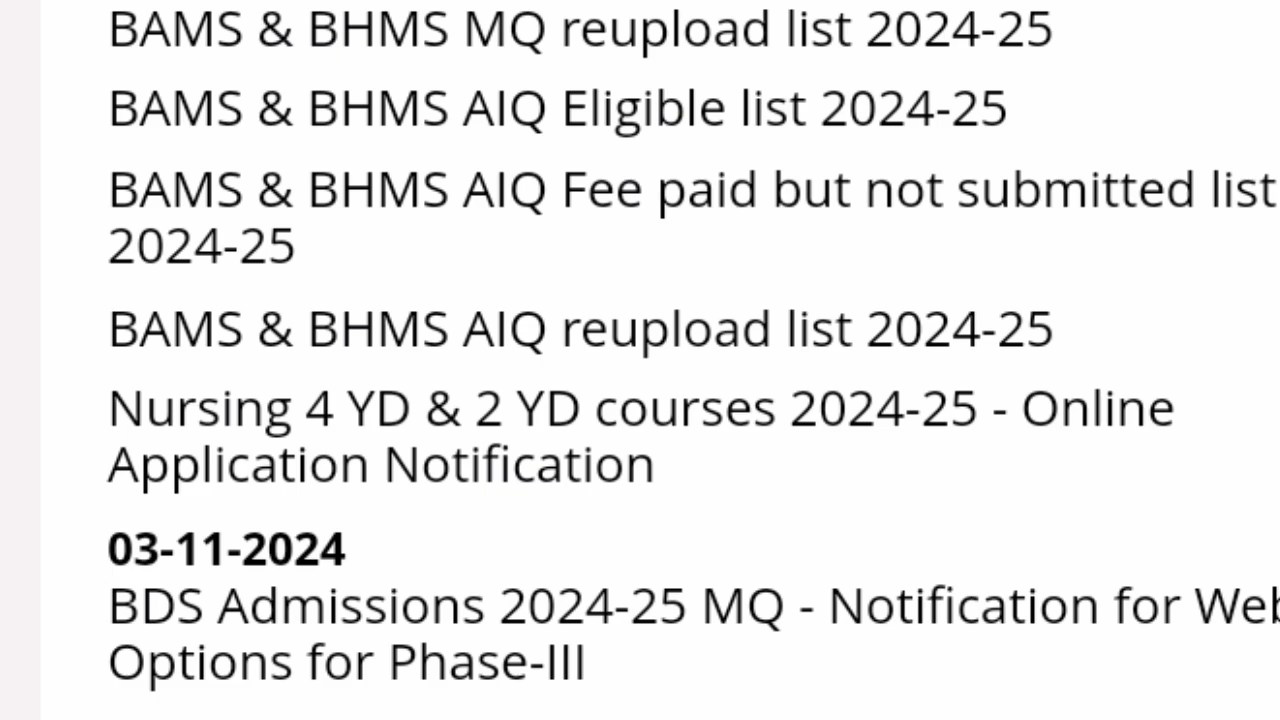 BAMS & BHMS MQ reupload list 2024-25
BAMS & BHMS AIQ Eligible list 2024-25
BAMS & BHMS AIQ Fee paid but not submitted list
2024-25
BAMS & BHMS AIQ reupload list 2024-25
Nursing 4 YD & 2 YD courses 2024-25 - Online
Application Notification
03-11-2024
BDS Admissions 2024-25 MQ - Notification for Web
Options for Phase-III